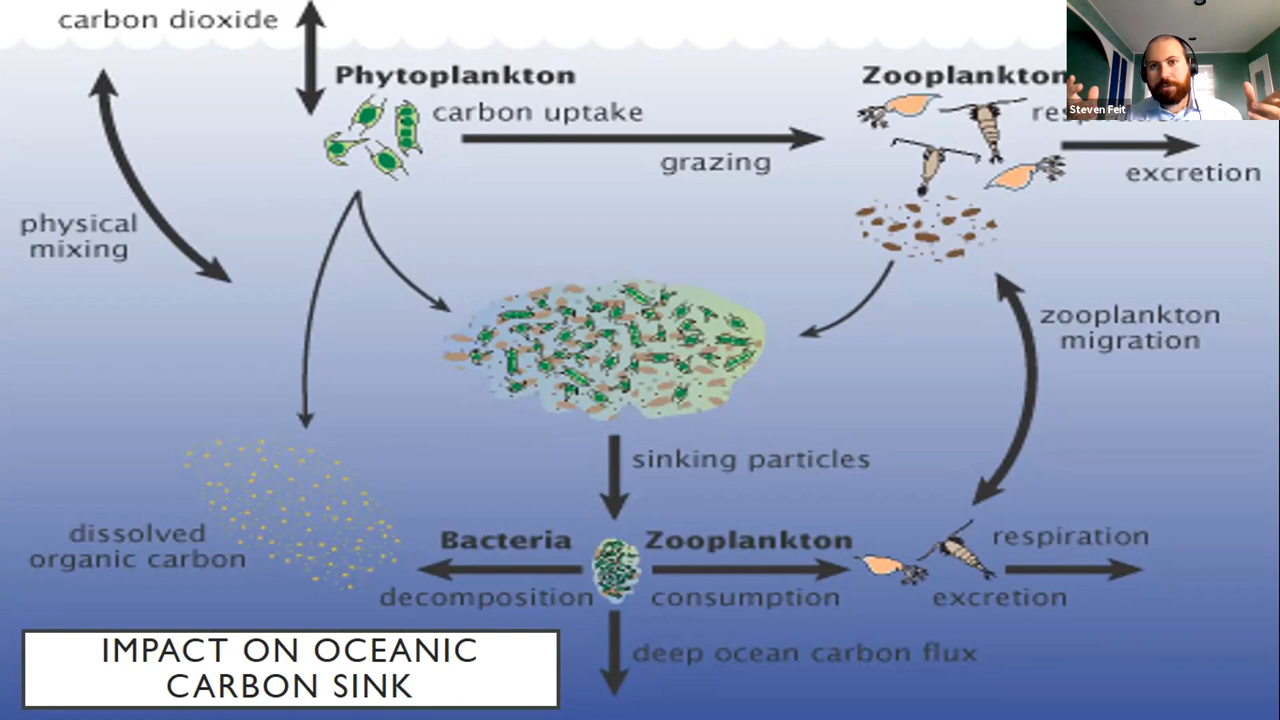 carbon dioxide
Phytoplankton
Zooplankton
Steven Feit
carbon uptake
grazing
excretion
physical
mixing
zooplankton
migration
sinking particles
dissolved
organic carbon
Bacteria
Zooplankton
respiration
decomposition
consumption
excretion
deep ocean carbon flux
IMPACT ON OCEANIC
CARBON SINK